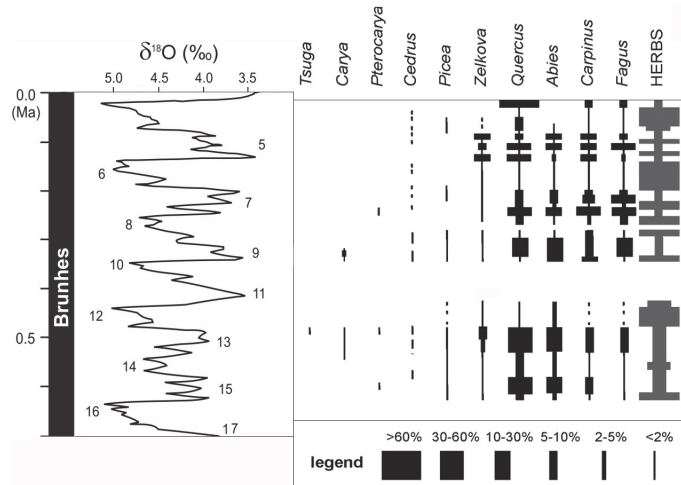 δ¹⁸O (‰)
5.0 4.5 4.0 3.5
Tsuga
Carya
Pterocarya
Cedrus
Picea
Zelkova
Quercus
Abies
Carpinus
Fagus
HERBS
0.0
(Ma)
5
6
7
8
9
10
11
12
Brunhes
0.5
13
14
15
16
17
>60% 30-60% 10-30% 5-10% 2-5% <2%
legend